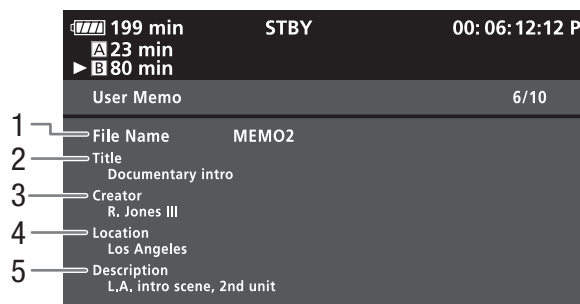 199 min STBY 00:06:12:12 P
A 23 min
▶ B 80 min
User Memo 6/10
1 File Name MEMO2
2 Title
Documentary intro
3 Creator
R. Jones III
4 Location
Los Angeles
5 Description
L.A. intro scene, 2nd unit